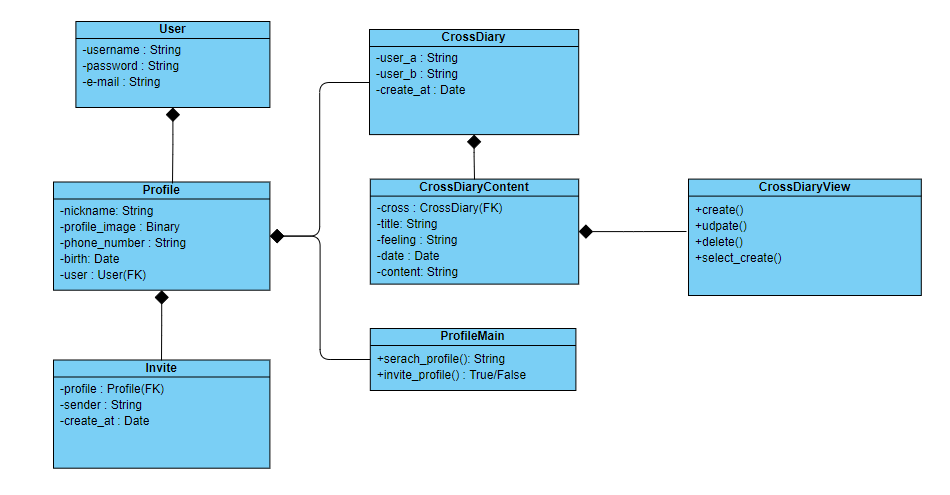 User
-username : String
-password : String
-e-mail : String
Profile
-nickname: String
-profile_image : Binary
-phone_number : String
-birth: Date
-user : User(FK)
Invite
-profile : Profile(FK)
-sender : String
-create_at : Date
CrossDiary
-user_a : String
-user_b : String
-create_at : Date
CrossDiaryContent
-cross : CrossDiary(FK)
-title: String
-feeling : String
-date : Date
-content: String
ProfileMain
+serach_profile(): String
+invite_profile() : True/False
CrossDiaryView
+create()
+udpate()
+delete()
+select_create()